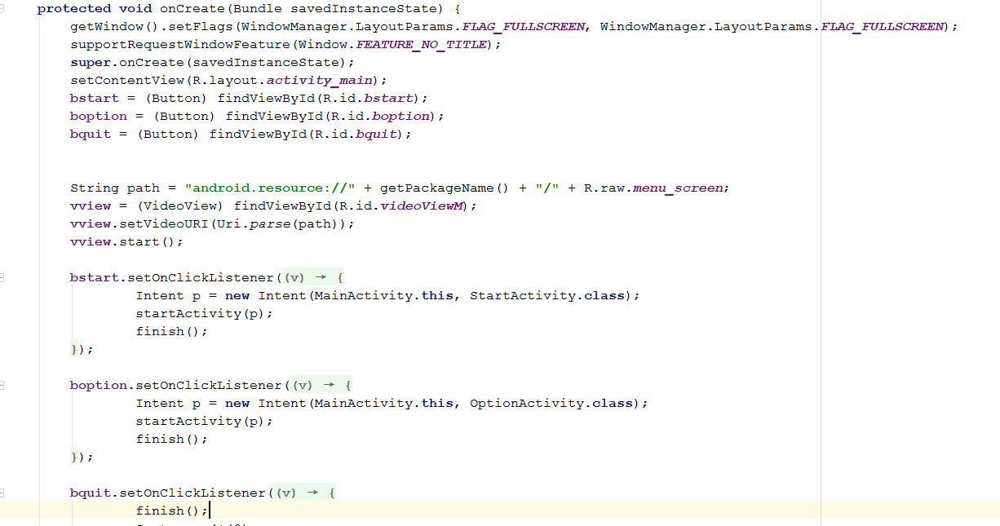 protected void onCreate(Bundle savedInstanceState) {
getWindow().setFlags(WindowManager.LayoutParams.FLAG_FULLSCREEN, WindowManager.LayoutParams.FLAG_FULLSCREEN);
supportRequestWindowFeature(Window.FEATURE_NO_TITLE);
super.onCreate(savedInstanceState);
setContentView(R.layout.activity_main);
bstart = (Button) findViewById(R.id.bstart);
boption = (Button) findViewById(R.id.boption);
bquit = (Button) findViewById(R.id.bquit);
String path = "android.resource://" + getPackageName() + "/" + R.raw.menu_screen;
vview = (VideoView) findViewById(R.id.videoViewM);
vview.setVideoURI(Uri.parse(path));
vview.start();
bstart.setOnClickListener((v) → {
Intent p = new Intent(MainActivity.this, StartActivity.class);
startActivity(p);
finish();
});
boption.setOnClickListener((v) → {
Intent p = new Intent(MainActivity.this, OptionActivity.class);
startActivity(p);
finish();
});
bquit.setOnClickListener((v) → {
finish();